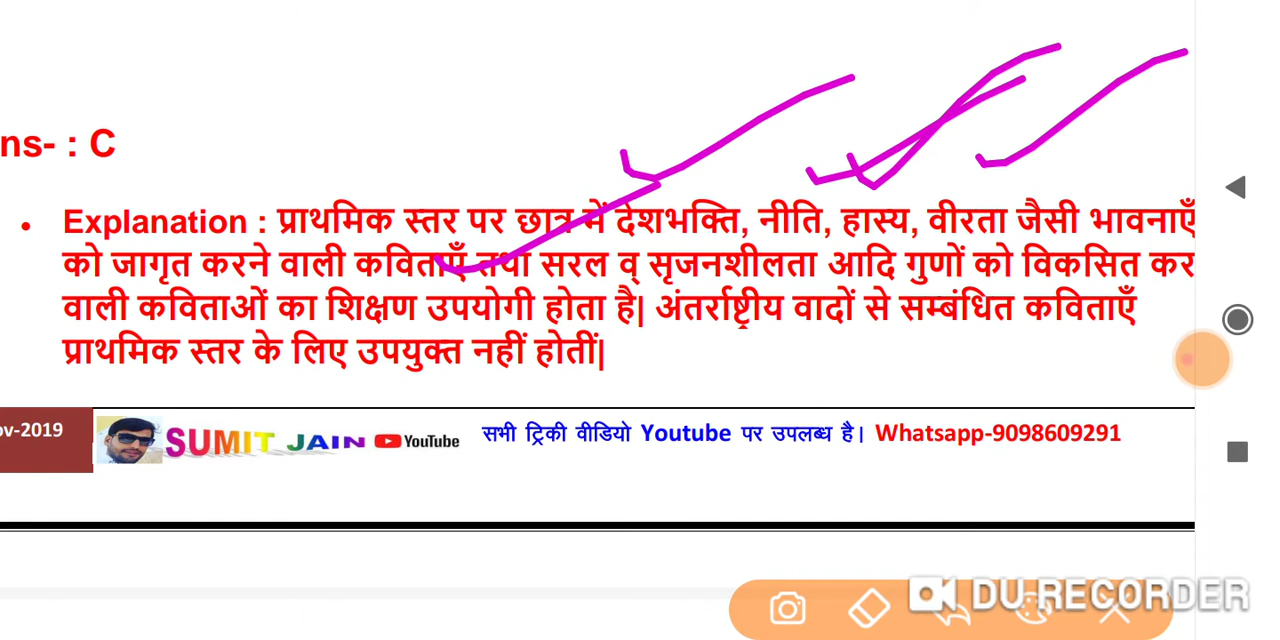 ns- : C
• Explanation : प्राथमिक स्तर पर छात्र में देशभक्ति, नीति, हास्य, वीरता जैसी भावनाएँ
को जागृत करने वाली कविताएँ तथा सरल व् सृजनशीलता आदि गुणों को विकसित कर
वाली कविताओं का शिक्षण उपयोगी होता है| अंतर्राष्ट्रीय वादों से सम्बंधित कविताएँ
प्राथमिक स्तर के लिए उपयुक्त नहीं होतीं|
ov-2019 SUMIT JAIN YouTube सभी ट्रिकी वीडियो Youtube पर उपलब्ध है। Whatsapp-9098609291
DU RECORDER